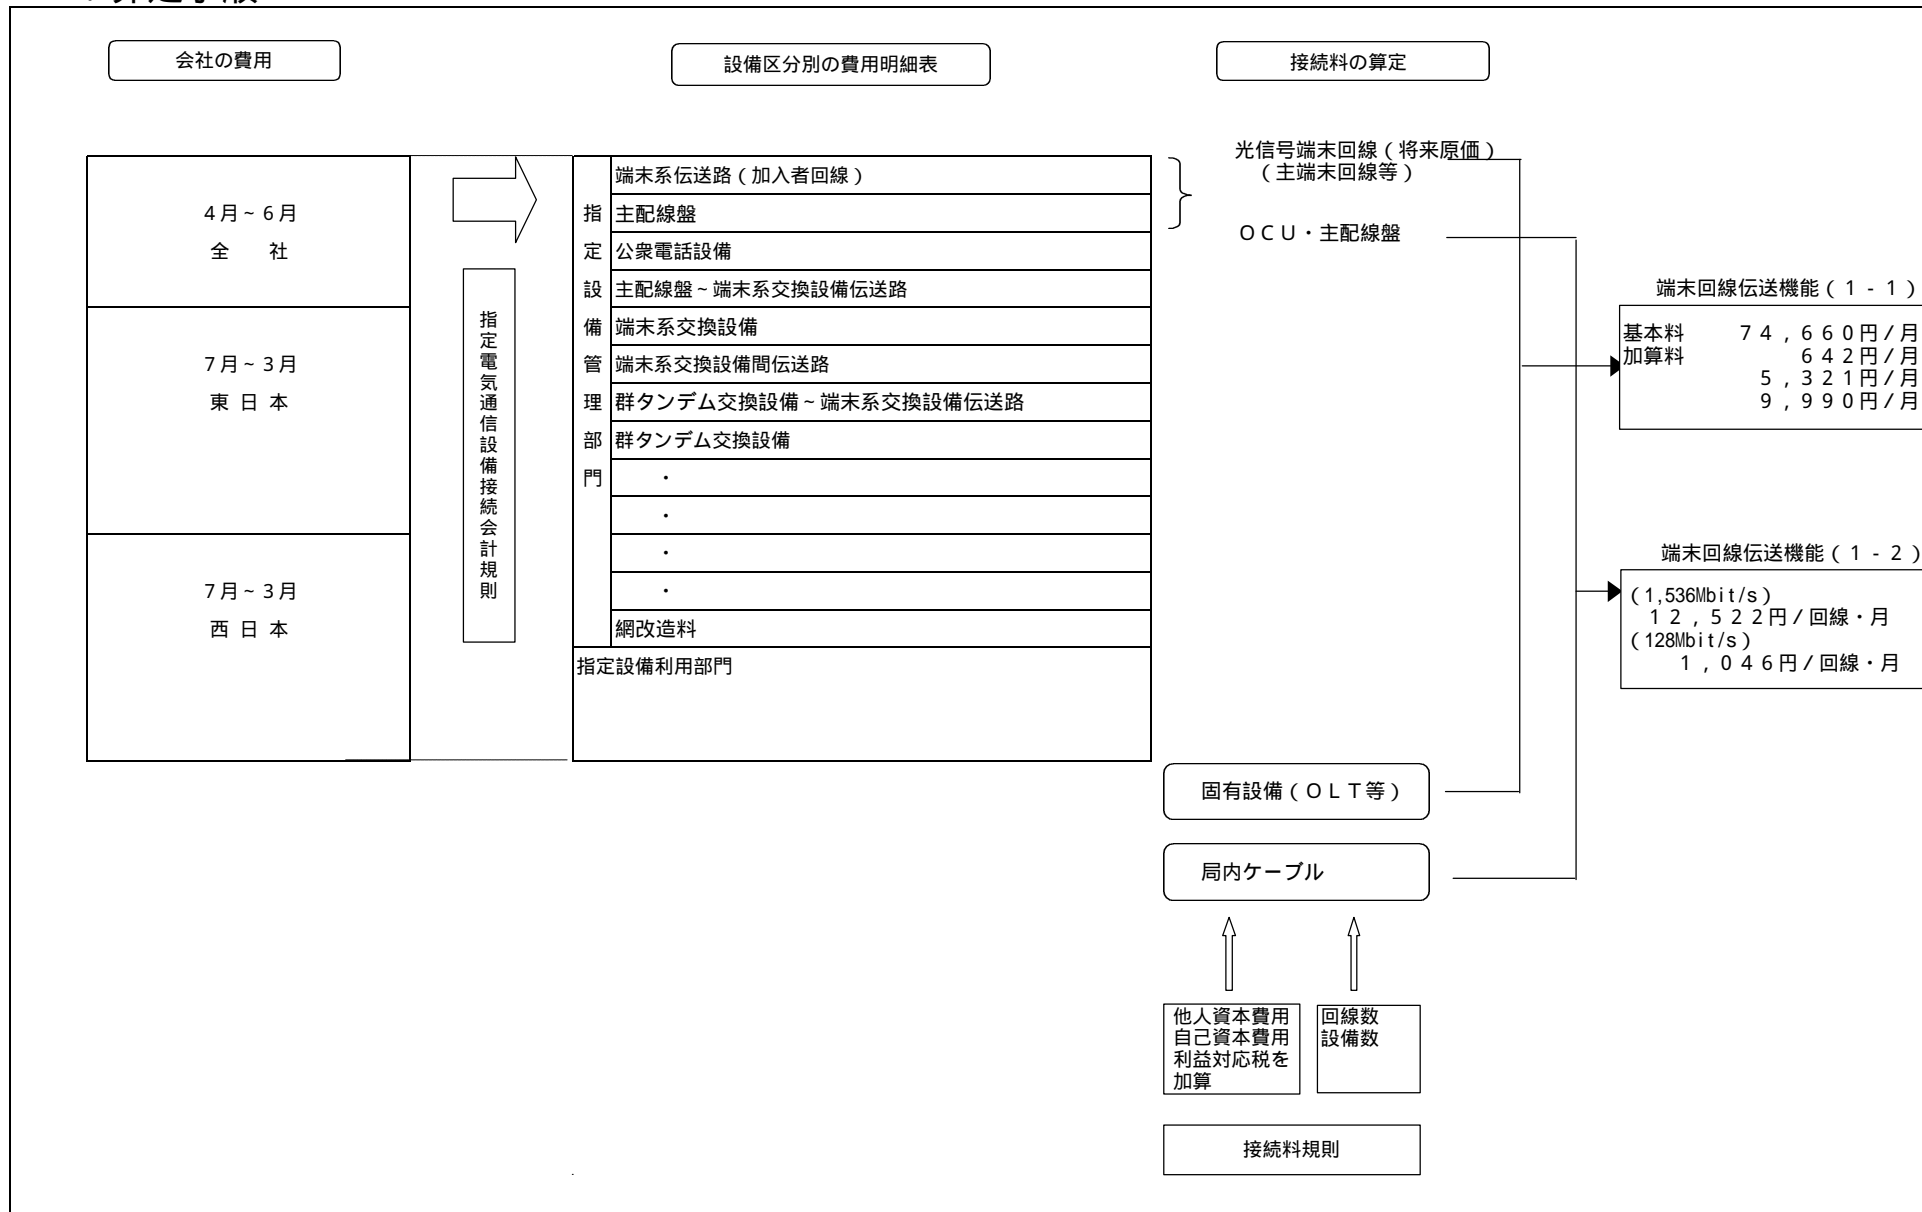 会社の費用
設備区分別の費用明細表
接続料の算定
4月~6月
全　社
7月~3月
東日本
7月~3月
西日本
指定電気通信設備接続会計規則
指定設備管理部門
端末系伝送路(加入者回線)
主配線盤
公衆電話設備
主配線盤~端末系交換設備伝送路
端末系交換設備
端末系交換設備間伝送路
群タンデム交換設備~端末系交換設備伝送路
群タンデム交換設備
・
・
・
・
網改造料
指定設備利用部門
光信号端末回線(将来原価)
(主端末回線等)
OCU・主配線盤
固有設備(OLT等)
局内ケーブル
他人資本費用
自己資本費用
利益対応税を
加算
回線数
設備数
接続料規則
端末回線伝送機能(1-1)
基本料　74,660円/月
加算料　642円/月
5,321円/月
9,990円/月
端末回線伝送機能(1-2)
(1,536Mbit/s)
12,522円/回線・月
(128Mbit/s)
1,046円/回線・月